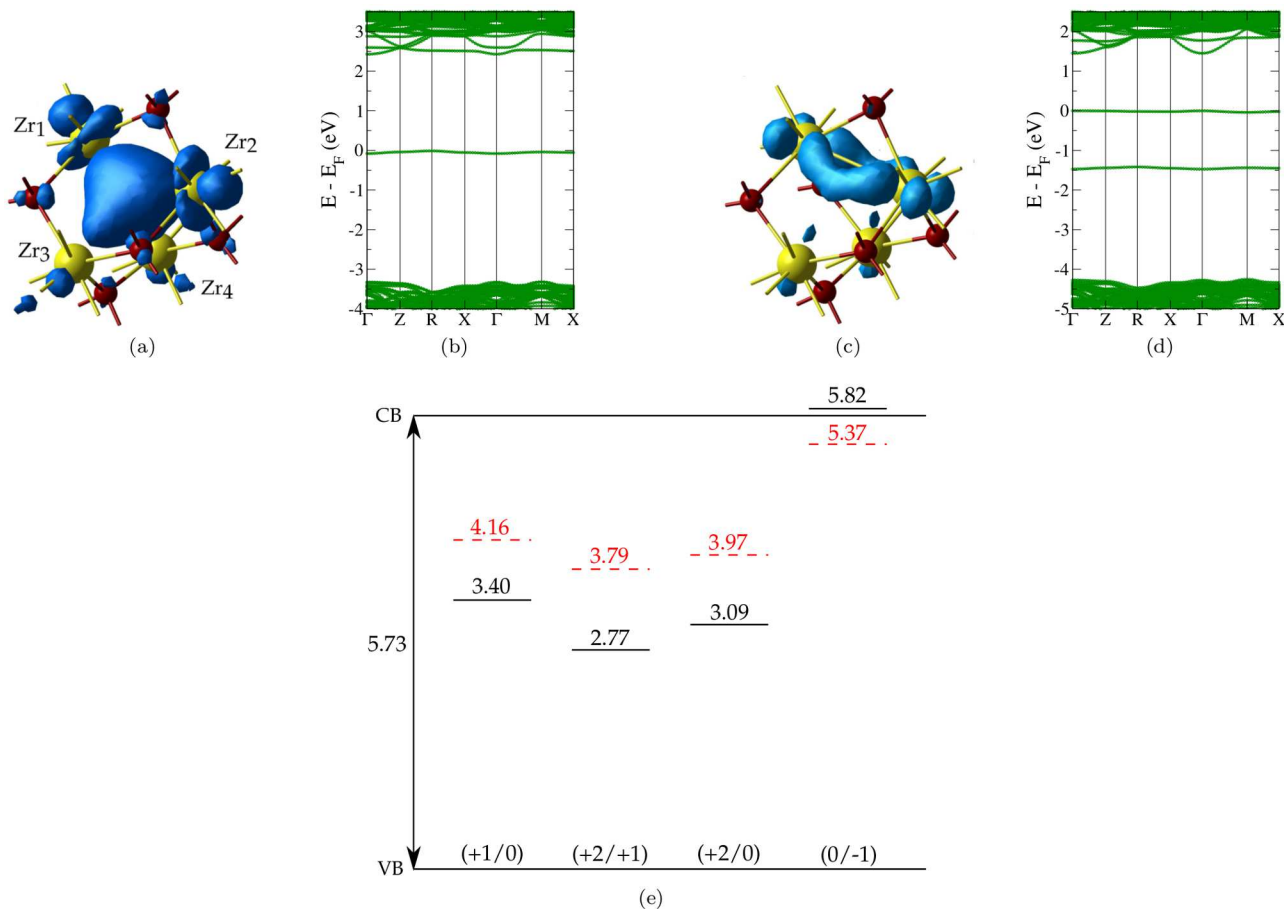 Zr1
Zr2
Zr3
Zr4
(a)
E - EF (eV)
3
2
1
0
-1
-2
-3
-4
Γ Z R X Γ M X
(b)
(c)
E - EF (eV)
2
1
0
-1
-2
-3
-4
-5
Γ Z R X Γ M X
(d)
CB
5.82
5.37
4.16
3.79
3.97
3.40
2.77
3.09
5.73
VB
(+1/0) (+2/+1) (+2/0) (0/-1)
(e)